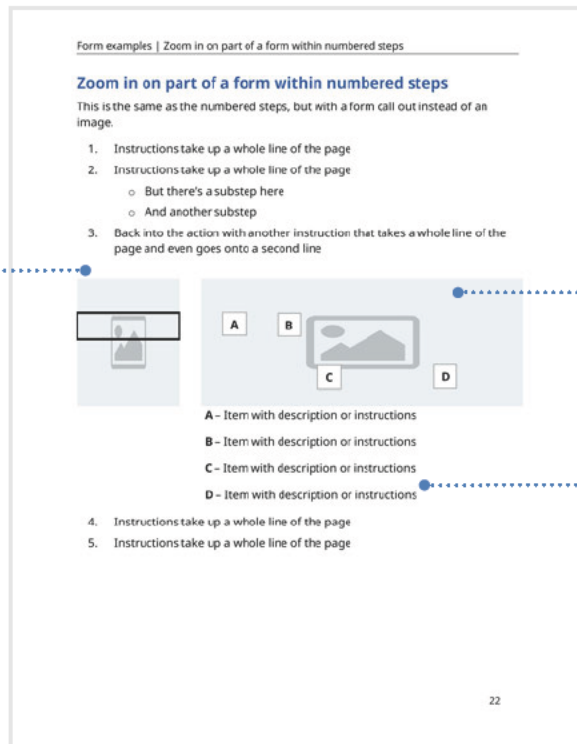 Form examples | Zoom in on part of a form within numbered steps
Zoom in on part of a form within numbered steps
This is the same as the numbered steps, but with a form call out instead of an
image.
1. Instructions take up a whole line of the page
2. Instructions take up a whole line of the page
o But there's a substep here
o And another substep
3. Back into the action with another instruction that takes a whole line of the
page and even goes onto a second line
A B
C D
A – Item with description or instructions
B – Item with description or instructions
C – Item with description or instructions
D – Item with description or instructions
4. Instructions take up a whole line of the page
5. Instructions take up a whole line of the page
22